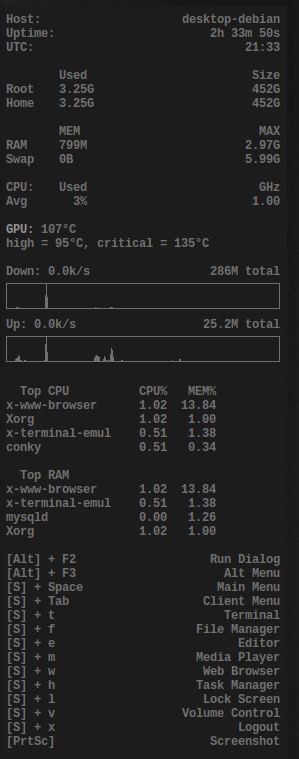 Host: desktop-debian
Uptime: 2h 33m 50s
UTC: 21:33
Used Size
Root 3.25G 452G
Home 3.25G 452G
MEM MAX
RAM 799M 2.97G
Swap 0B 5.99G
CPU: Used GHz
Avg 3% 1.00
GPU: 107°C
high = 95°C, critical = 135°C
Down: 0.0k/s 286M total
Up: 0.0k/s 25.2M total
Top CPU CPU% MEM%
x-www-browser 1.02 13.84
Xorg 1.02 1.00
x-terminal-emul 0.51 1.38
conky 0.51 0.34
Top RAM
x-www-browser 1.02 13.84
x-terminal-emul 0.51 1.38
mysqld 0.00 1.26
Xorg 1.02 1.00
[Alt] + F2 Run Dialog
[Alt] + F3 Alt Menu
[S] + Space Main Menu
[S] + Tab Client Menu
[S] + t Terminal
[S] + f File Manager
[S] + e Editor
[S] + m Media Player
[S] + w Web Browser
[S] + h Task Manager
[S] + l Lock Screen
[S] + v Volume Control
[S] + x Logout
[PrtSc] Screenshot